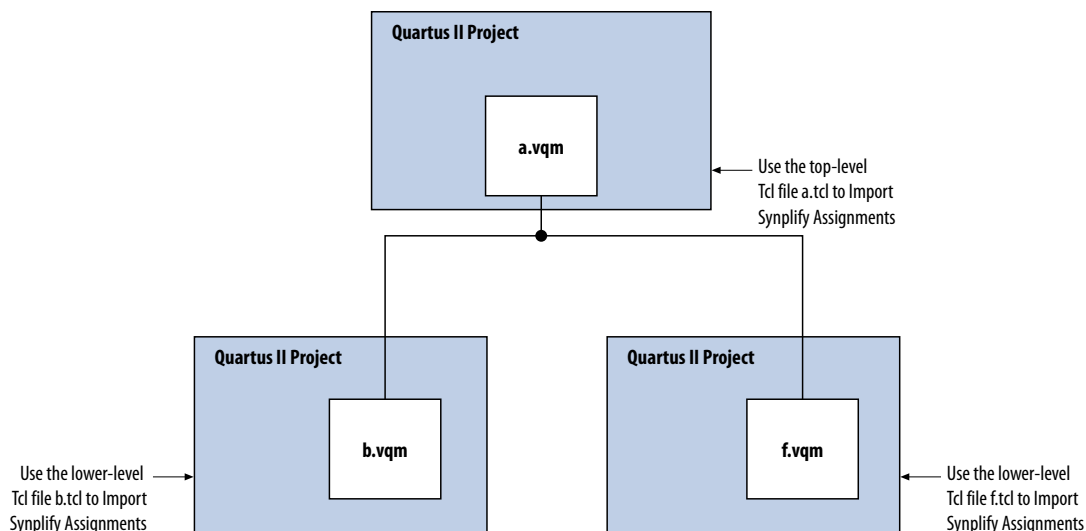 Quartus II Project
a.vqm
Use the top-level
Tcl file a.tcl to Import
Synplify Assignments
Quartus II Project
b.vqm
Use the lower-level
Tcl file b.tcl to Import
Synplify Assignments
Quartus II Project
f.vqm
Use the lower-level
Tcl file f.tcl to Import
Synplify Assignments